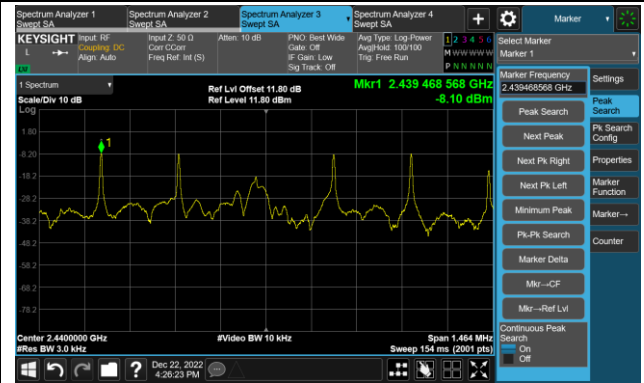 Spectrum Analyzer 1
Swept SA
Spectrum Analyzer 2
Swept SA
Spectrum Analyzer 3
Swept SA
Spectrum Analyzer 4
Swept SA
+
Marker
KEYSIGHT
L
Input: RF
Coupling: DC
Align: Auto
Input Z: 50 Ω
Corr CCorr
Freq Ref: Int (S)
Atten: 10 dB
PNO: Best Wide
Gate: Off
IF Gain: Low
Sig Track: Off
Avg Type: Log-Power
Avg|Hold: 100/100
Trig: Free Run
1 2 3 4 5 6
M W W W W W
P N N N N N
Select Marker
Marker 1
1 Spectrum
Scale/Div 10 dB
Log
Ref Lvl Offset 11.80 dB
Ref Level 11.80 dBm
Mkr1 2.439 468 568 GHz
-8.10 dBm
1
1.80
-8.20
-18.2
-28.2
-38.2
-48.2
-58.2
-68.2
-78.2
Center 2.4400000 GHz
#Res BW 3.0 kHz
#Video BW 10 kHz
Span 1.464 MHz
Sweep 154 ms (2001 pts)
Marker Frequency
2.439468568 GHz
Peak Search
Next Peak
Next Pk Right
Next Pk Left
Minimum Peak
Pk-Pk Search
Marker Delta
Mkr→CF
Mkr→Ref Lvl
Continuous Peak
Search
On
Off
Settings
Peak
Search
Pk Search
Config
Properties
Marker
Function
Marker→
Counter
?
Dec 22, 2022
4:26:23 PM